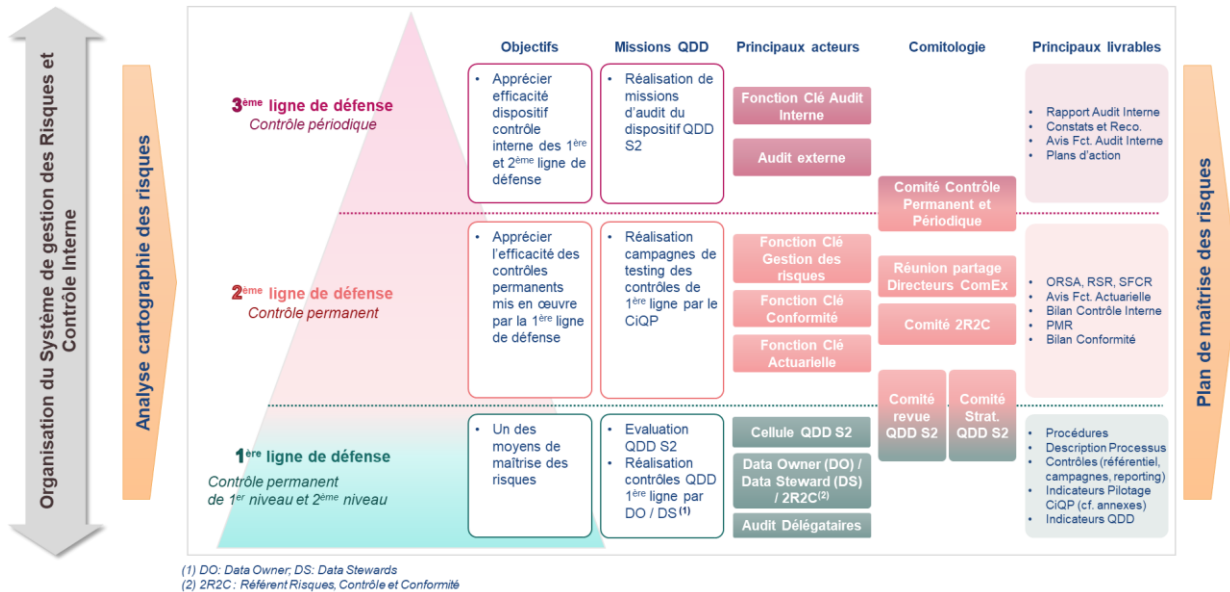 Organisation du Système de gestion des Risques et
Contrôle Interne
Analyse cartographie des risques
Objectifs
Missions QDD
Principaux acteurs
Comitologie
Principaux livrables
3ème ligne de défense
Contrôle périodique
• Apprécier
efficacité
dispositif
contrôle
interne des 1ère
et 2ème ligne de
défense
• Réalisation de
missions
d'audit du
dispositif QDD
S2
Fonction Clé Audit
Interne
Audit externe
Comité Contrôle
Permanent et
Périodique
• Rapport Audit Interne
• Constats et Reco.
• Avis Fct. Audit Interne
• Plans d'action
2ème ligne de défense
Contrôle permanent
• Apprécier
l'efficacité des
contrôles
permanents
mis en œuvre
par la 1ère ligne
de défense
• Réalisation
campagnes de
testing des
contrôles de
1ère ligne par le
CiQP
Fonction Clé
Gestion des
risques
Fonction Clé
Conformité
Fonction Clé
Actuarielle
Réunion partage
Directeurs ComEx
Comité 2R2C
• ORSA, RSR, SFCR
• Avis Fct. Actuarielle
• Bilan Contrôle Interne
• PMR
• Bilan Conformité
Comité
revue
QDD S2
Comité
Strat.
QDD S2
1ère ligne de défense
Contrôle permanent
de 1er niveau et 2ème niveau
• Un des
moyens de
maîtrise des
risques
• Evaluation
QDD S2
• Réalisation
contrôles QDD
1ère ligne par
DO / DS(1)
Cellule QDD S2
Data Owner (DO) /
Data Steward (DS)
/ 2R2C(2)
Audit Délégataires
• Procédures
• Description Processus
• Contrôles (référentiel,
campagnes, reporting)
• Indicateurs Pilotage
CiQP (cf. annexes)
• Indicateurs QDD
Plan de maîtrise des risques
(1) DO: Data Owner; DS: Data Stewards
(2) 2R2C : Référent Risques, Contrôle et Conformité